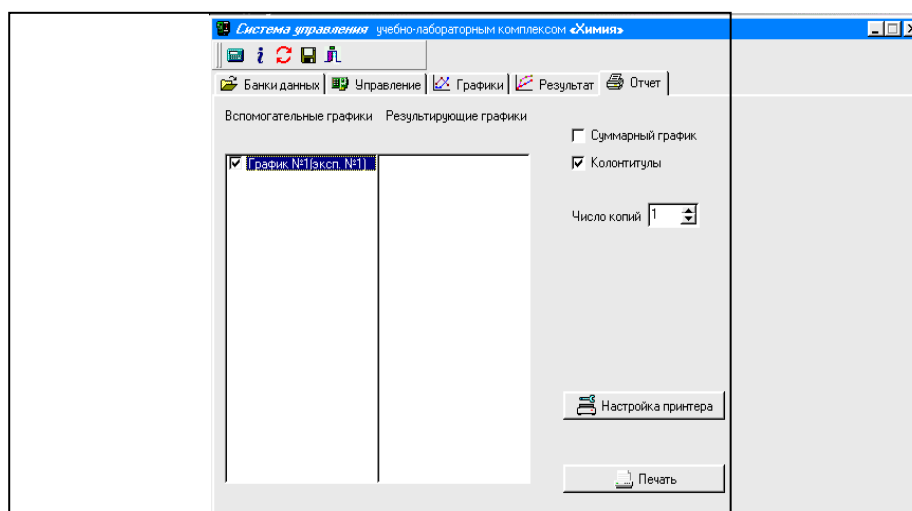 Система управления учебно-лабораторным комплексом «Химия»
Банки данных Управление Графики Результат Отчет
Вспомогательные графики Результирующие графики
Суммарный график
График №1(эксп. №1) Колонтитулы
Число копий 1
Настройка принтера
Печать